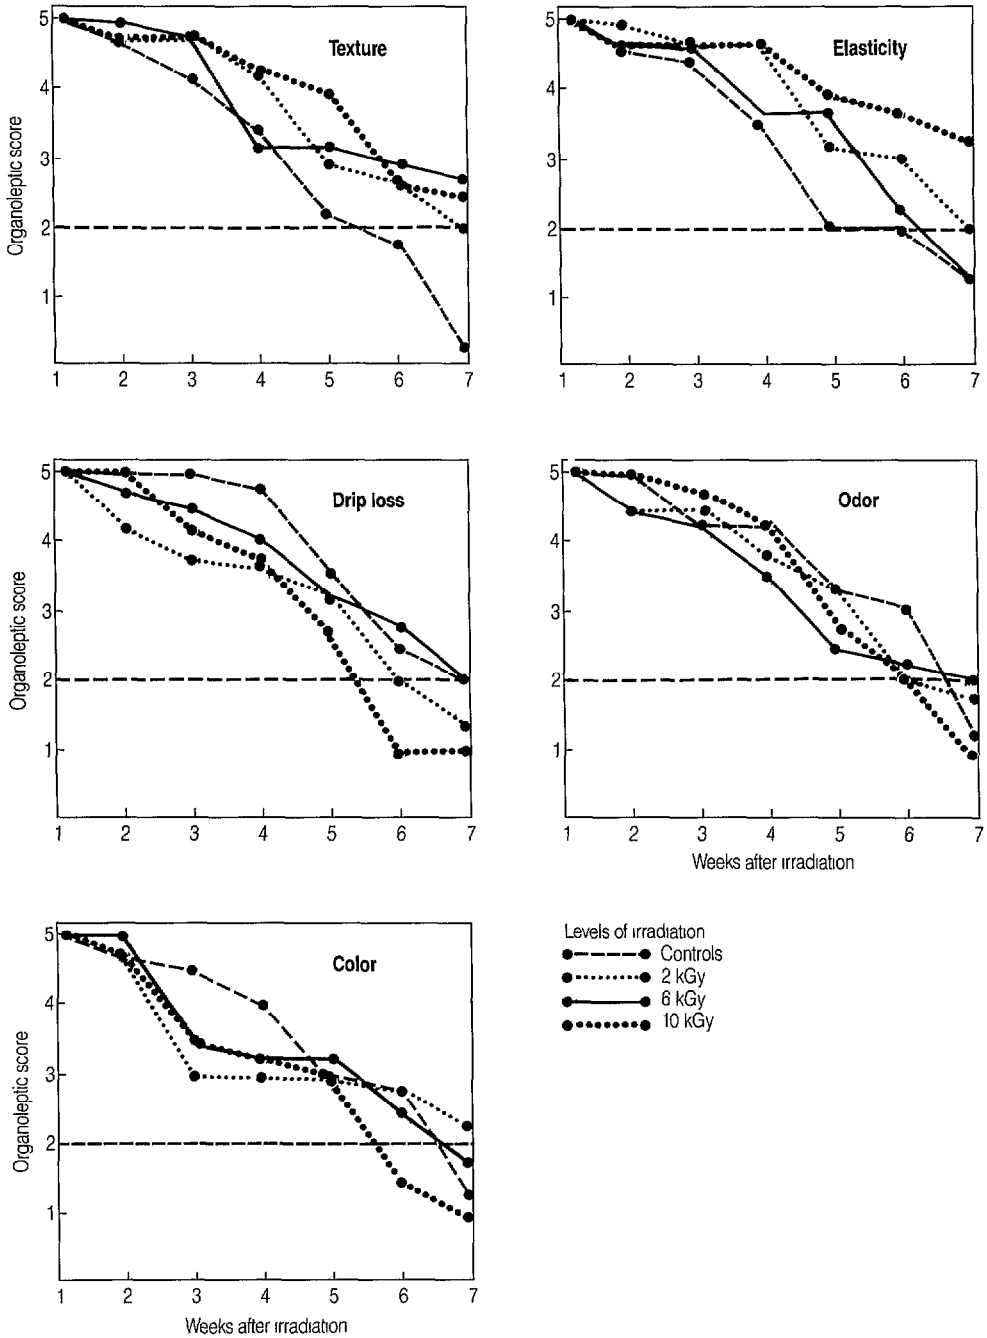 Texture
Organoleptic score
5
4
3
2
1
1 2 3 4 5 6 7
Elasticity
5
4
3
2
1
1 2 3 4 5 6 7
Drip loss
Organoleptic score
5
4
3
2
1
1 2 3 4 5 6 7
Odor
5
4
3
2
1
1 2 3 4 5 6 7
Weeks after irradiation
Color
Organoleptic score
5
4
3
2
1
1 2 3 4 5 6 7
Weeks after irradiation
Levels of irradiation
Controls
2 kGy
6 kGy
10 kGy